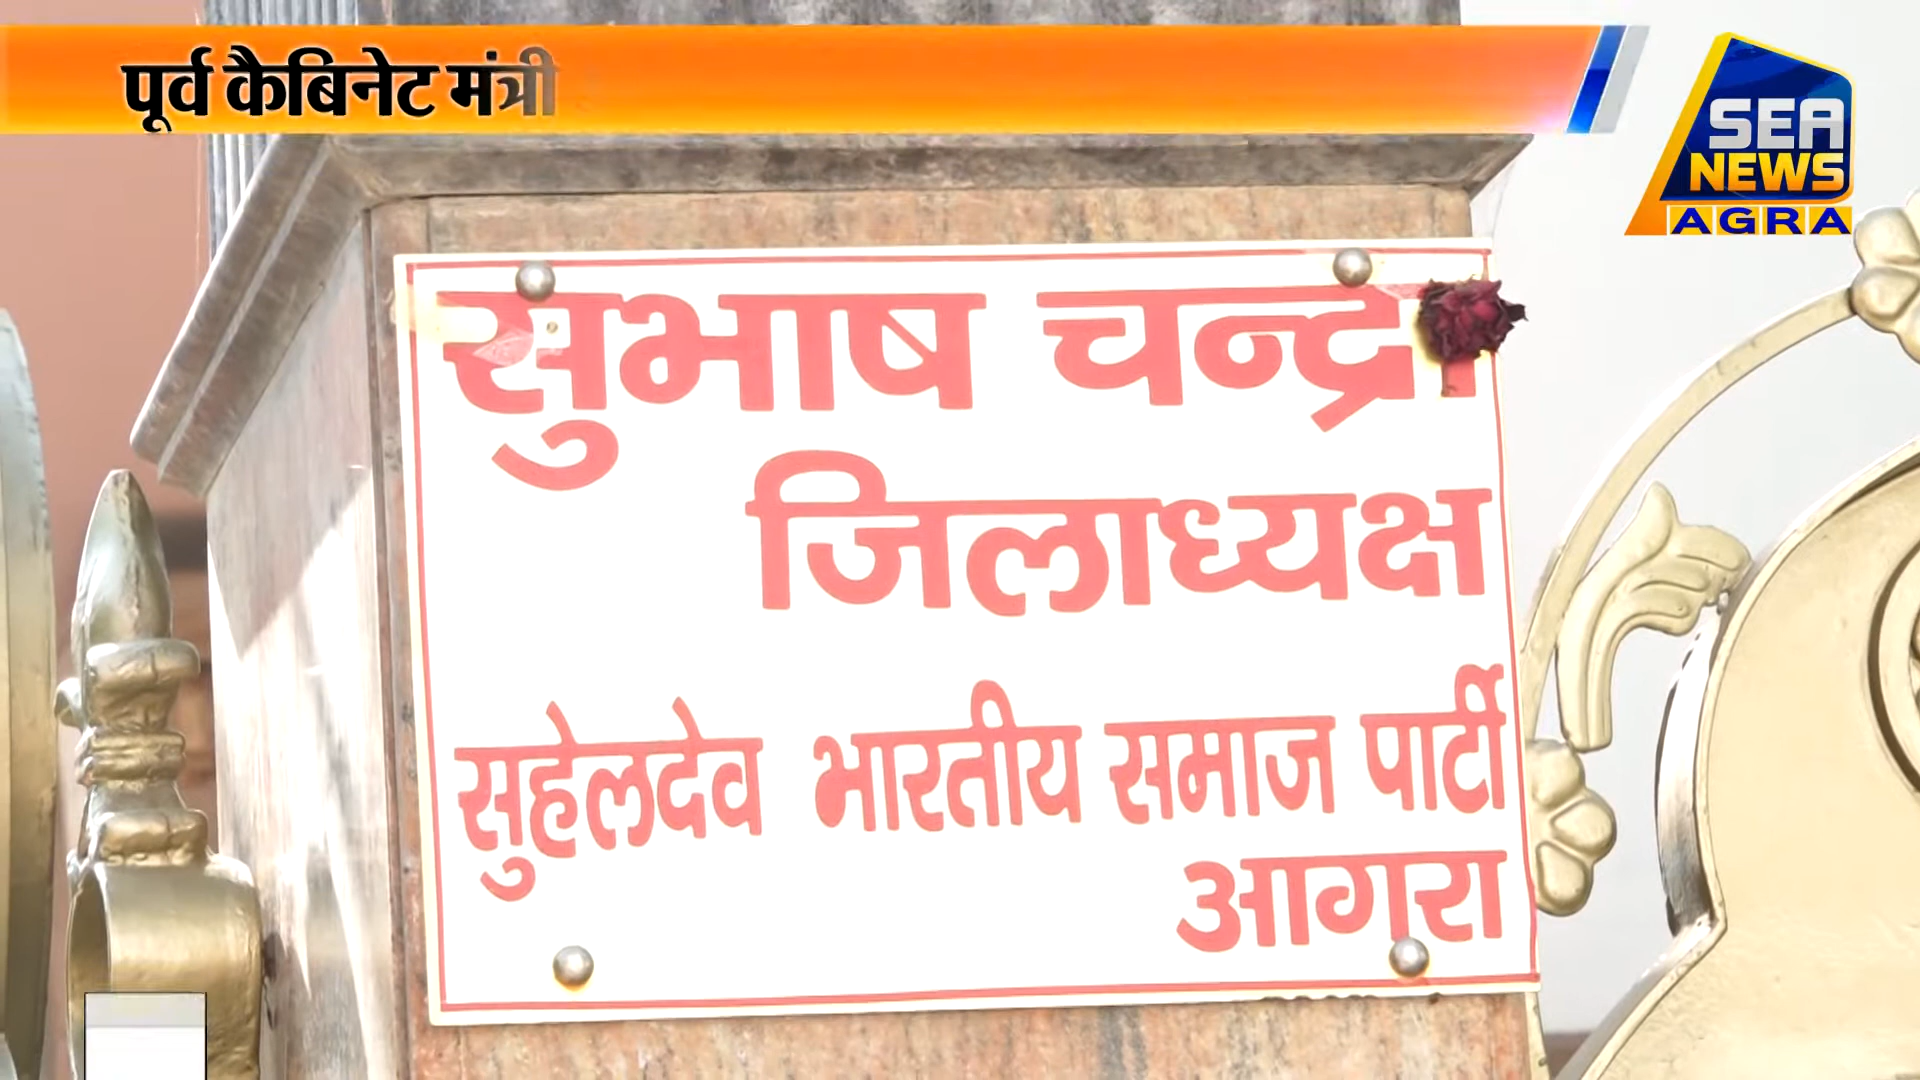 पूर्व कैबिनेट मंत्री
SEA
NEWS
AGRA
सुभाष चन्द्रा
जिलाध्यक्ष
सुहेलदेव भारतीय समाज पार्टी
आगरा